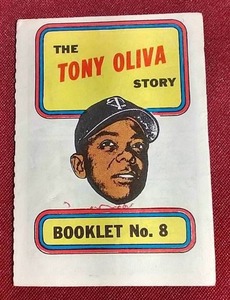 THE
TONY OLIVA
STORY
BOOKLET No. 8